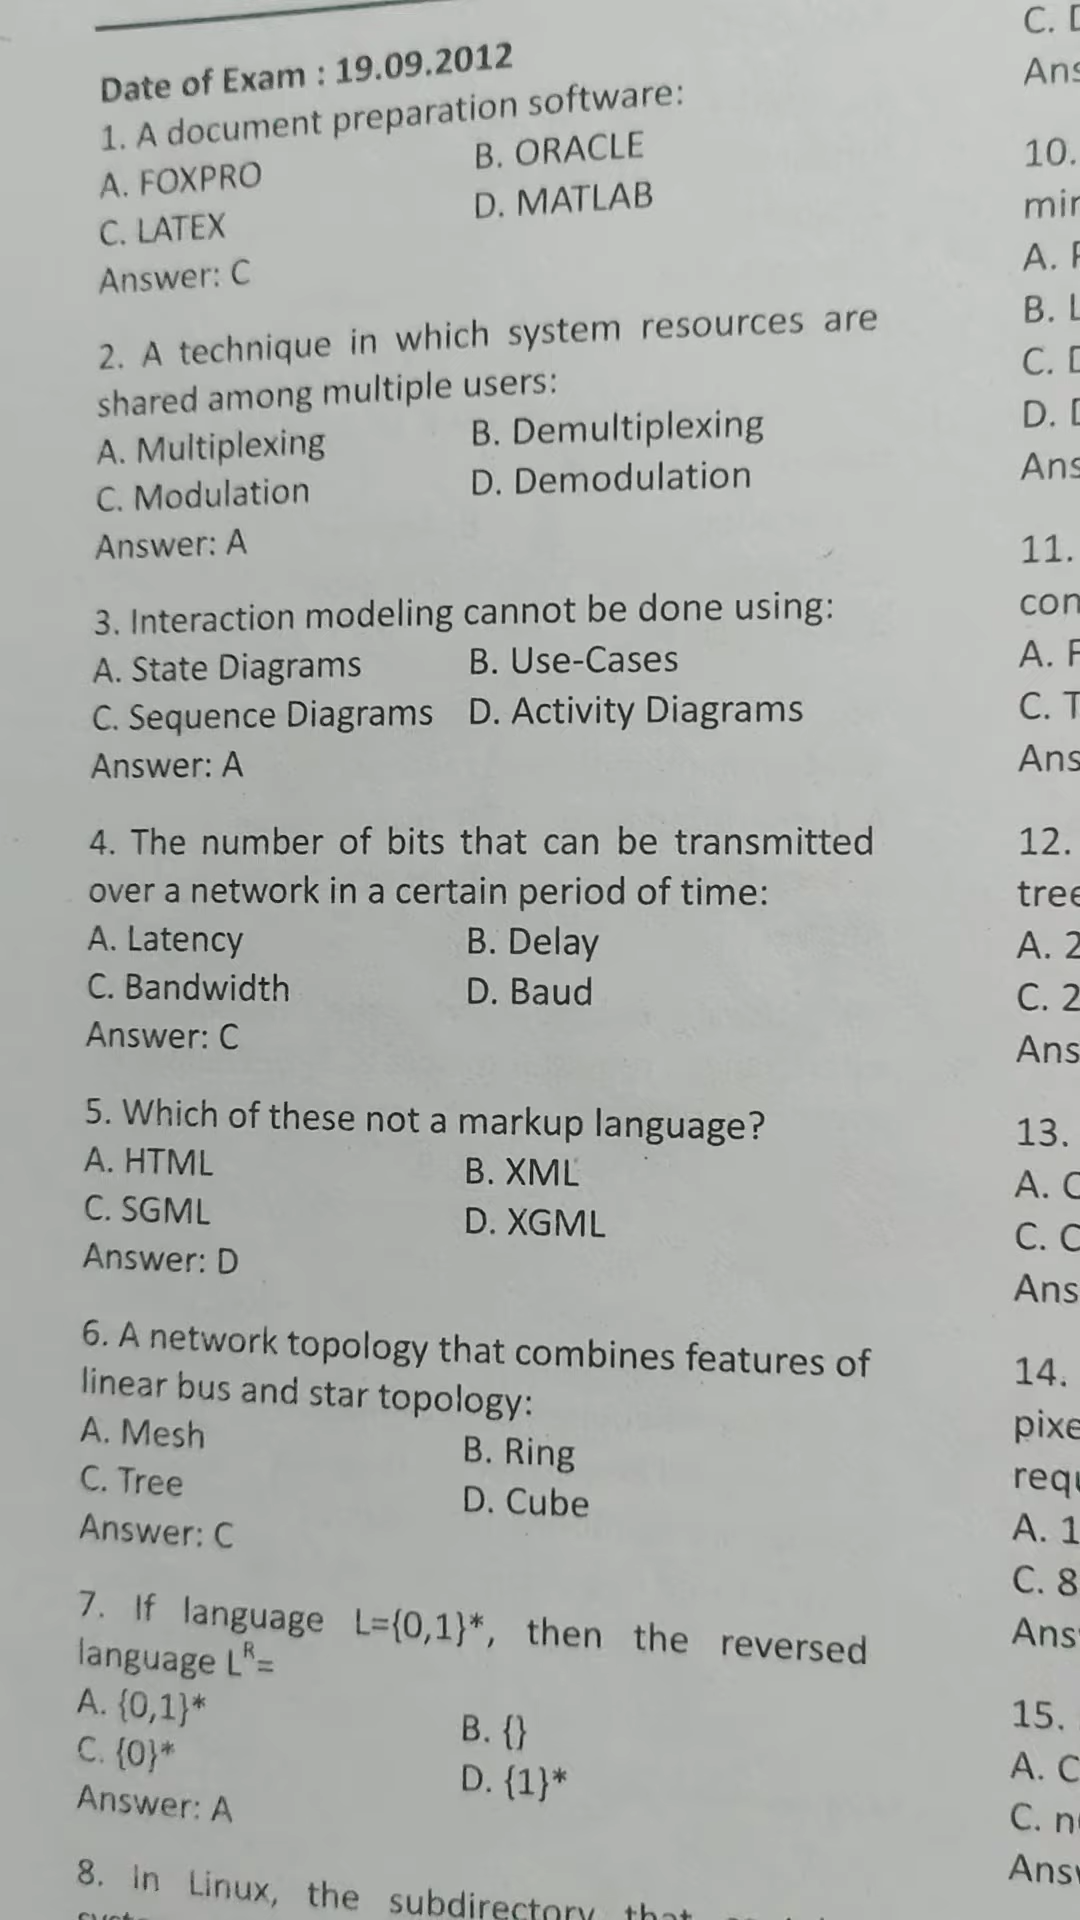 Date of Exam : 19.09.2012
1. A document preparation software:
A. FOXPRO B. ORACLE
C. LATEX D. MATLAB
Answer: C
2. A technique in which system resources are
shared among multiple users:
A. Multiplexing B. Demultiplexing
C. Modulation D. Demodulation
Answer: A
3. Interaction modeling cannot be done using:
A. State Diagrams B. Use-Cases
C. Sequence Diagrams D. Activity Diagrams
Answer: A
4. The number of bits that can be transmitted
over a network in a certain period of time:
A. Latency B. Delay
C. Bandwidth D. Baud
Answer: C
5. Which of these not a markup language?
A. HTML B. XML
C. SGML D. XGML
Answer: D
6. A network topology that combines features of
linear bus and star topology:
A. Mesh B. Ring
C. Tree D. Cube
Answer: C
7. If language L={0,1}*, then the reversed
language Lᴿ=
A. {0,1}* B. {}
C. {0}* D. {1}*
Answer: A
8. In Linux, the subdirectory that
C.
10.
A.
B.
C.
D.
11.
A.
C.
12.
A. 2
C. 2
13.
A.
C.
14.
A. 1
C. 8
15.
A.
C.